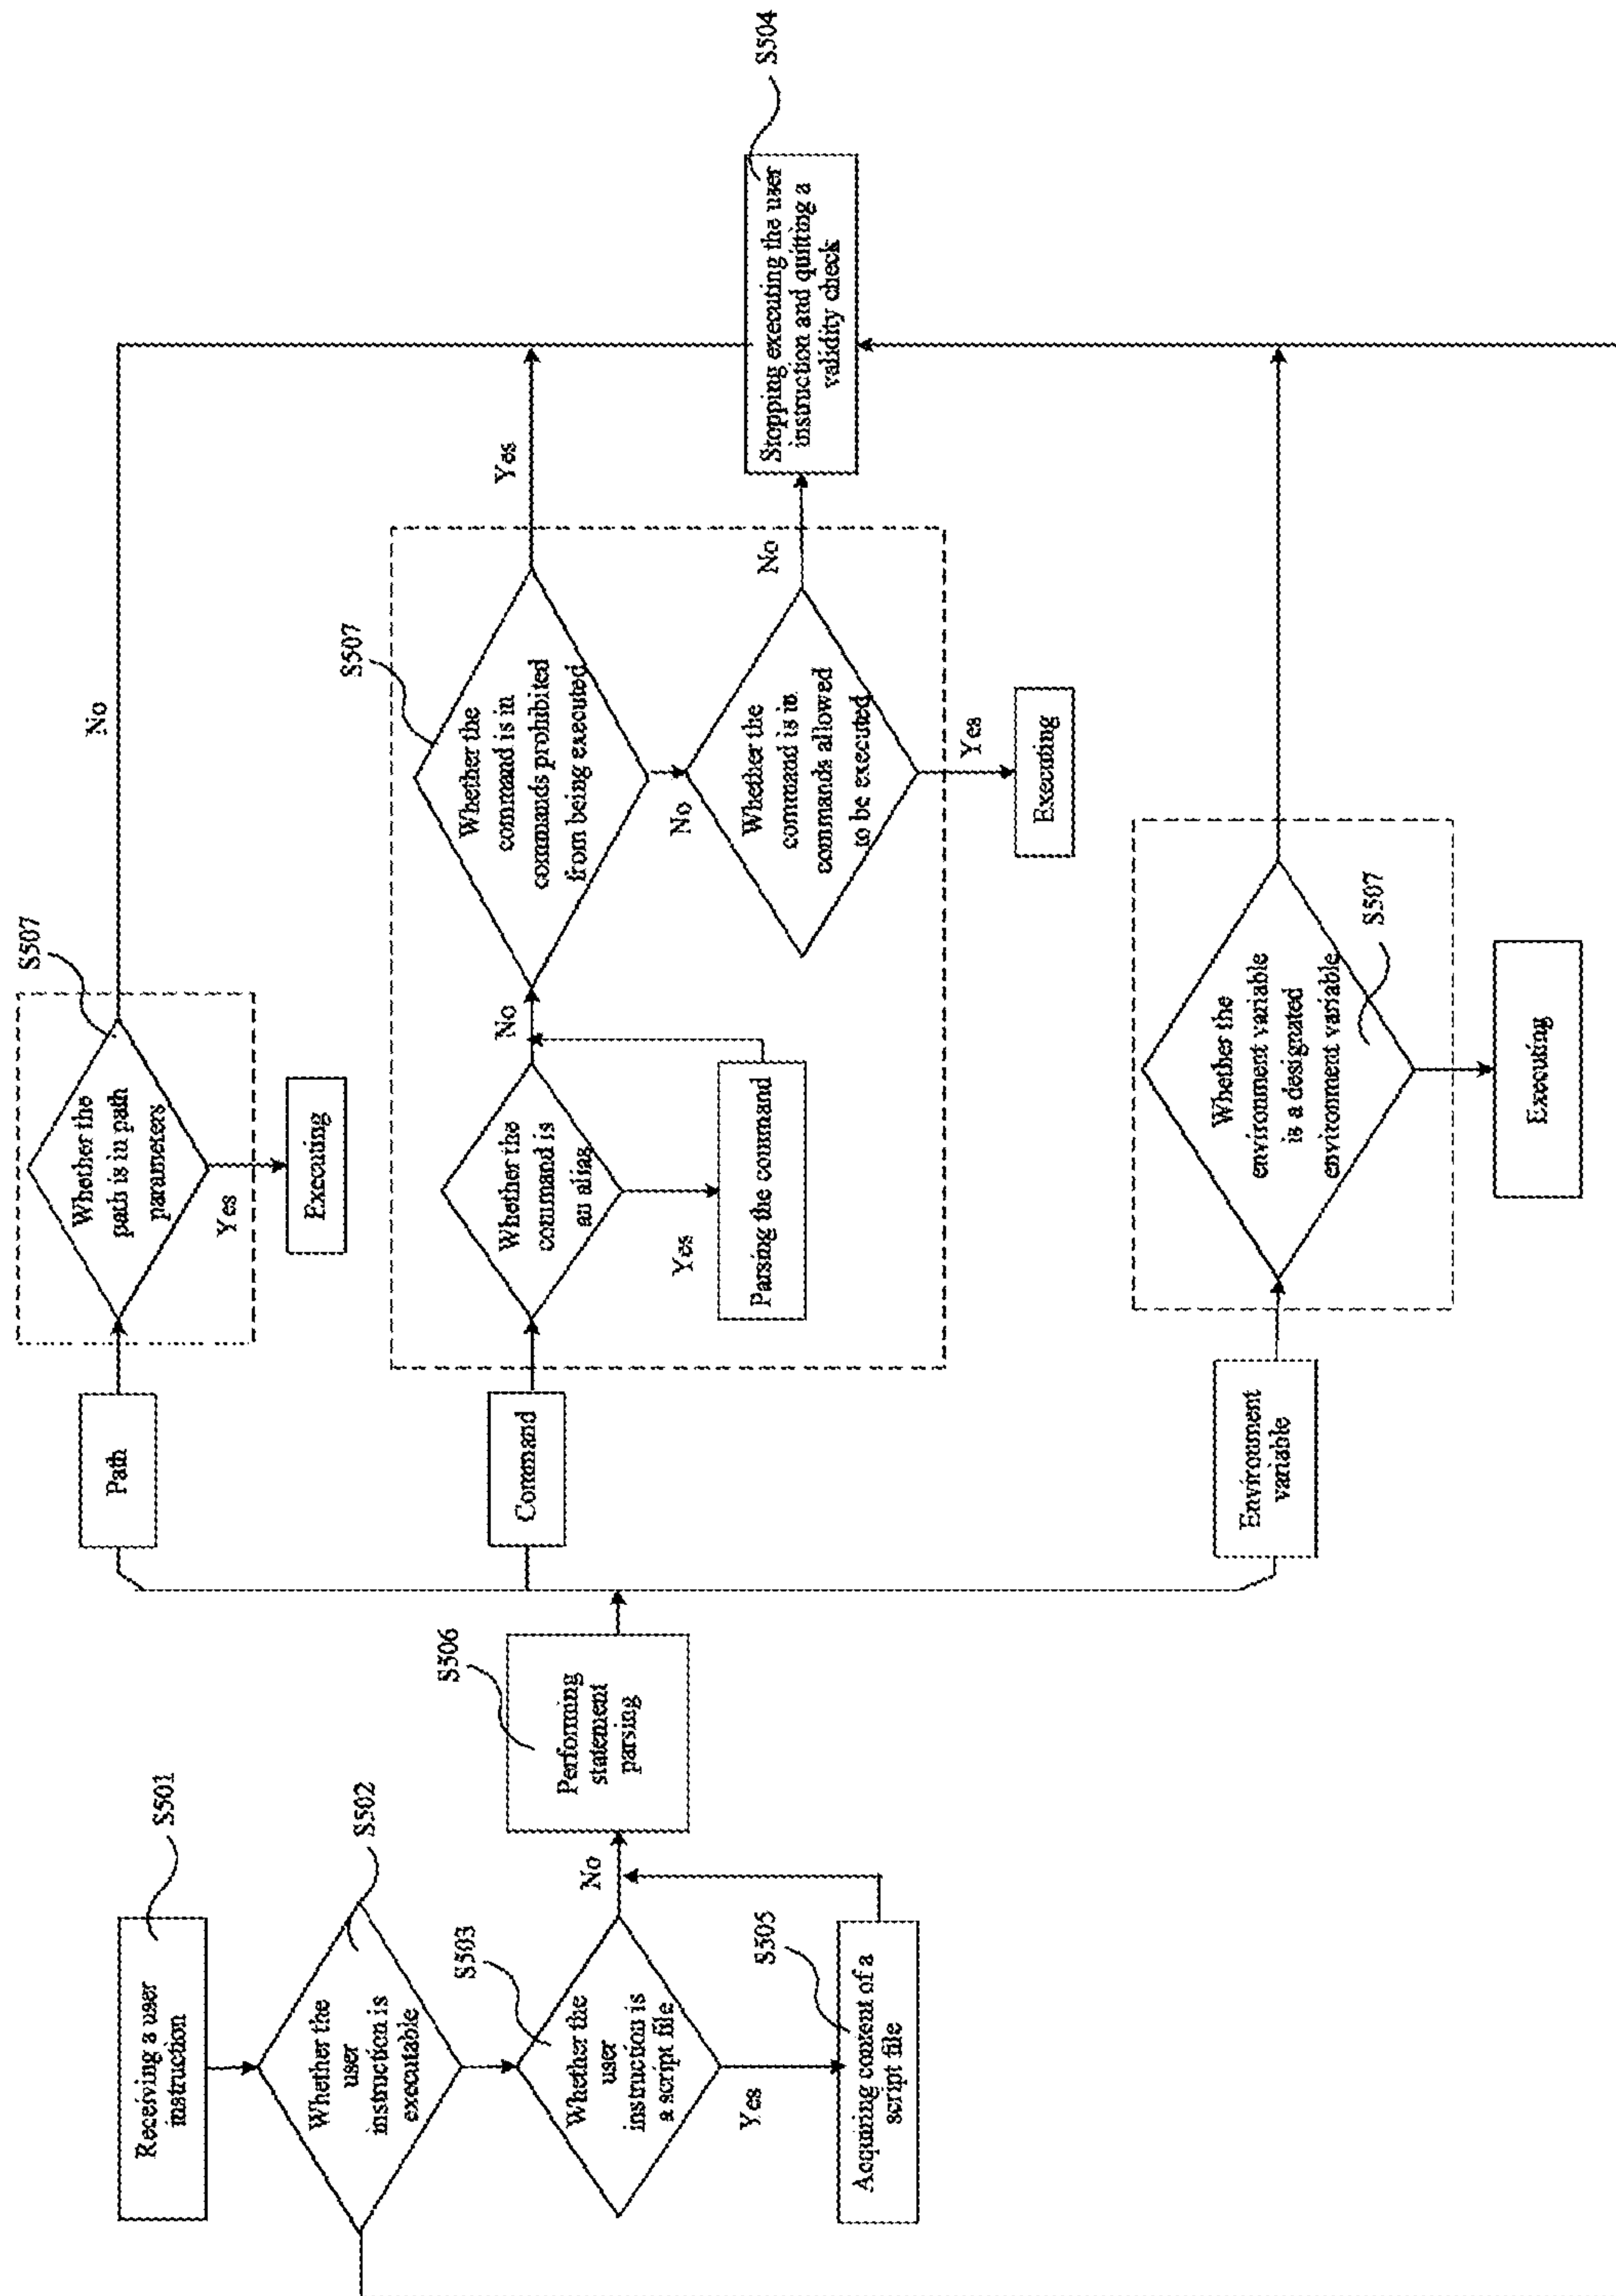 Receiving a user
instruction
S501
Whether the
user
instruction is
executable
S502
Whether the
user
instruction is
a script file
S503
No
Yes
Acquiring content of a
script file
S505
Performing
statement
parsing
S506
Path
Whether the
path is in path
parameters
S507
No
Yes
Executing
Command
Whether the
command is
an alias
No
Yes
Parsing the command
Whether the
command is in
commands prohibited
from being executed
S507
Yes
No
Whether the
command is in
commands allowed
to be executed
No
Yes
Executing
Stopping executing the user
instruction and quitting a
validity check
S504
Environment
variable
Whether the
environment variable
is a designated
environment variable
S507
Executing